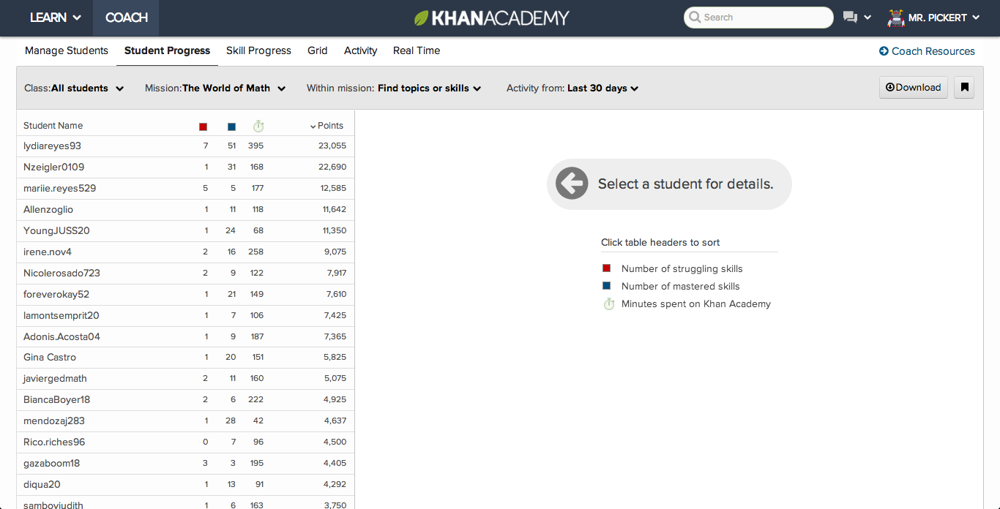 LEARN COACH KHANACADEMY Search MR. PICKERT
Manage Students Student Progress Skill Progress Grid Activity Real Time Coach Resources
Class:All students Mission:The World of Math Within mission: Find topics or skills Activity from: Last 30 days Download
Student Name Points
lydiareyes93 7 51 395 23,055
Nzeigler0109 1 31 168 22,690
mariie.reyes529 5 5 177 12,585
Allenzoglio 1 11 118 11,642
YoungJUSS20 1 24 68 11,350
irene.nov4 2 16 258 9,075
Nicolerosado723 2 9 122 7,917
foreverokay52 1 21 149 7,610
lamontsemprit20 1 7 106 7,425
Adonis.Acosta04 1 9 187 7,365
Gina Castro 1 20 151 5,825
javiergedmath 2 11 160 5,075
BiancaBoyer18 2 6 222 4,925
mendozaj283 1 28 42 4,637
Rico.riches96 0 7 96 4,500
gazaboom18 3 3 195 4,405
diqua20 1 13 91 4,292
samboyjudith 1 6 163 3,750
Select a student for details.
Click table headers to sort
Number of struggling skills
Number of mastered skills
Minutes spent on Khan Academy